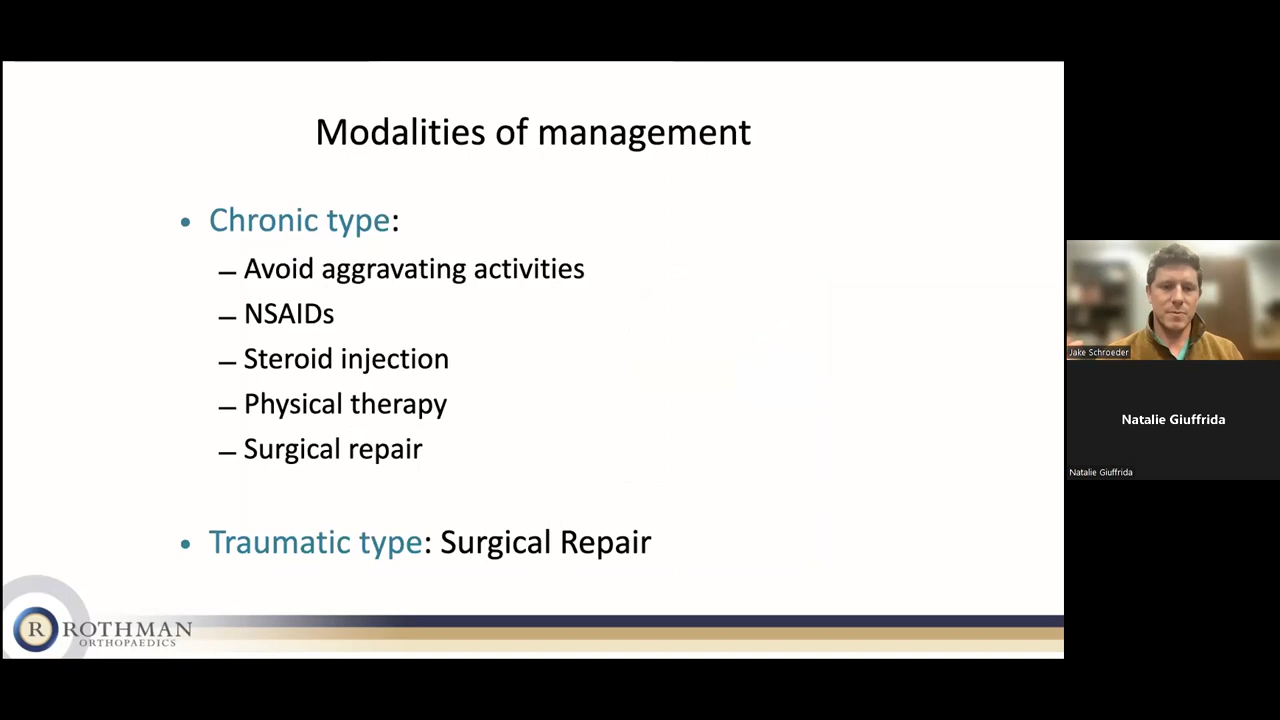 Modalities of management
• Chronic type:
– Avoid aggravating activities
– NSAIDs
– Steroid injection
– Physical therapy
– Surgical repair
• Traumatic type: Surgical Repair
R ROTHMAN
ORTHOPAEDICS
Jake Schroeder
Natalie Giuffrida
Natalie Giuffrida